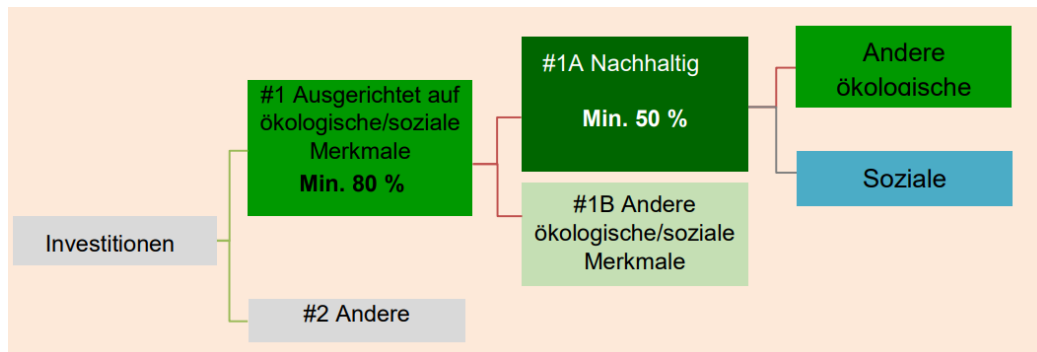 Investitionen
#1 Ausgerichtet auf
ökologische/soziale
Merkmale
Min. 80 %
#2 Andere
#1A Nachhaltig
Min. 50 %
#1B Andere
ökologische/soziale
Merkmale
Andere
ökologische
Soziale